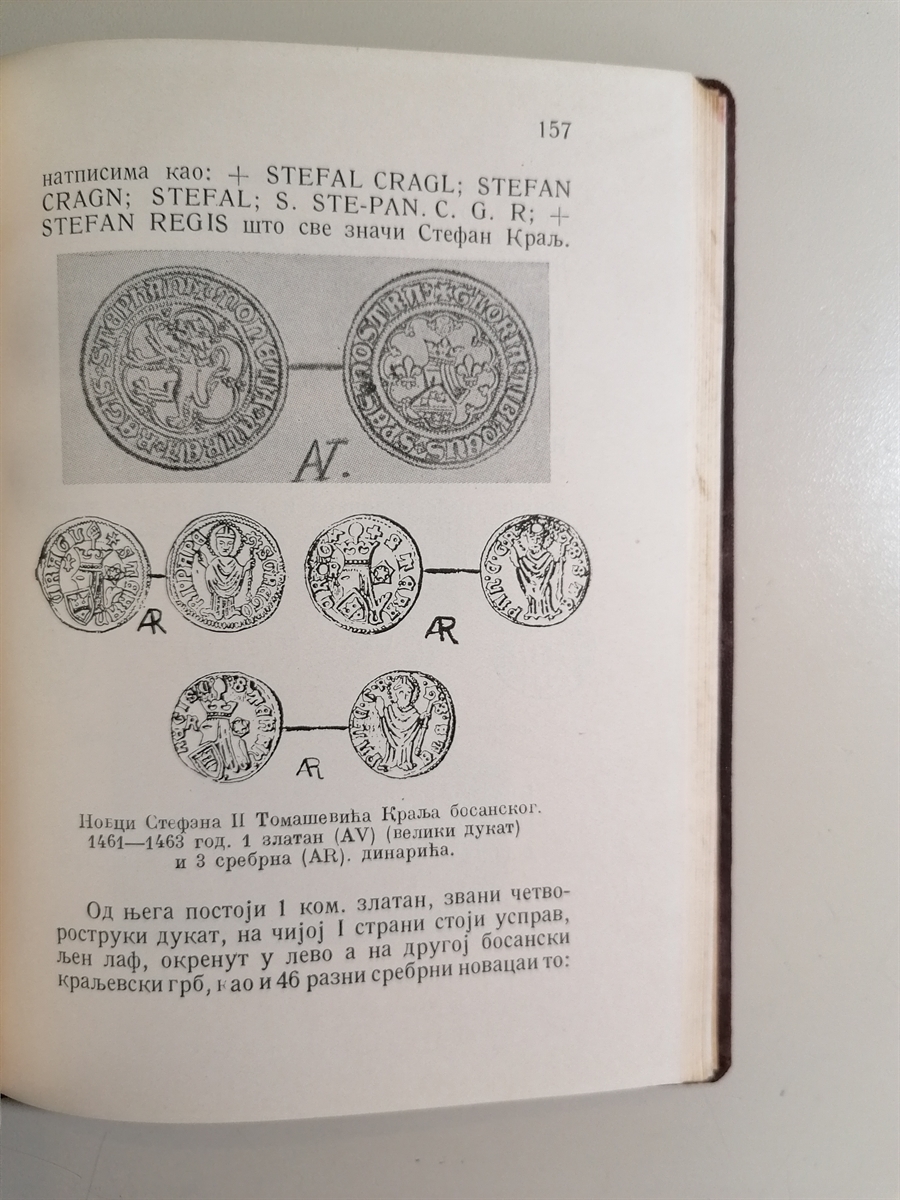 157
натписима као: + STEFAL CRAGL; STEFAN
CRAGN; STEFAL; S. STE-PAN. C. G. R; +
STEFAN REGIS што све значи Стефан Краљ.
AV.
AR
AR
AR
Новци Стефана II Томашевића Краља босанског.
1461—1463 год. 1 златан (AV) (велики дукат)
и 3 сребрна (AR). динарића.
Од њега постоји 1 ком. златан, звани четво-
роструки дукат, на чијој I страни стоји усправ,
љен лаф, окренут у лево а на другој босански
краљевски грб, као и 46 разни сребрни новацаи то: